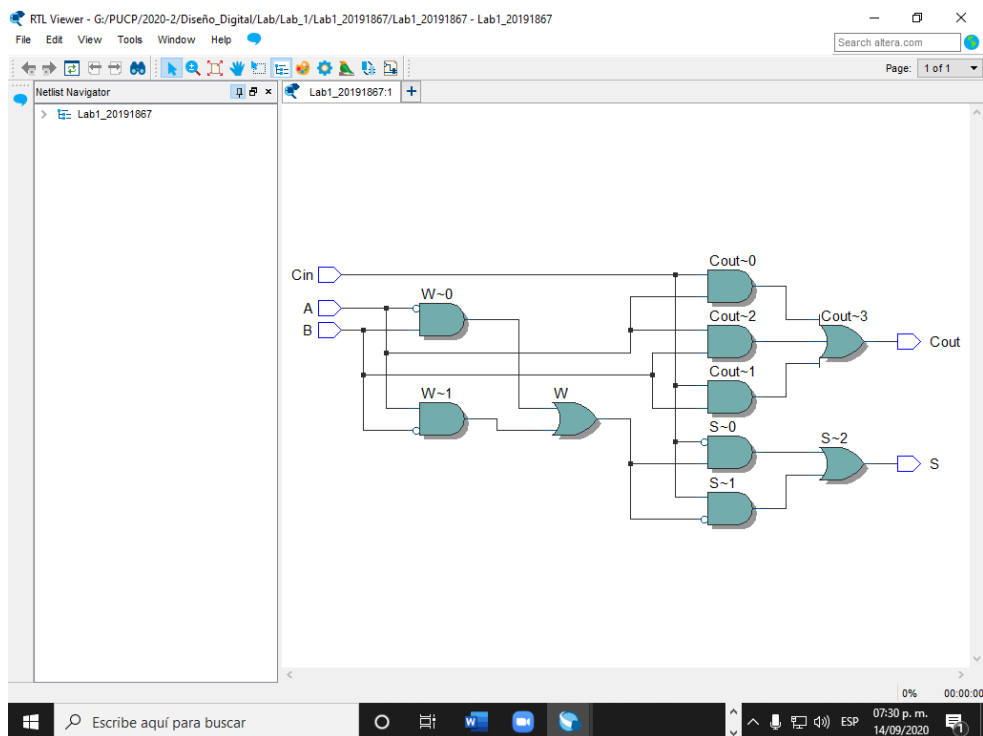 RTL Viewer - G:/PUCP/2020-2/Diseño_Digital/Lab/Lab_1/Lab1_20191867/Lab1_20191867 - Lab1_20191867
File Edit View Tools Window Help
Search altera.com
Page: 1 of 1
Netlist Navigator
Lab1_20191867:1
Lab1_20191867
Cout~0
Cin
W~0
A
Cout~2
Cout~3
B
Cout
Cout~1
W~1
W
S~0
S~2
S
S~1
0% 00:00:00
Escribe aquí para buscar
ESP
07:30 p. m.
14/09/2020
1